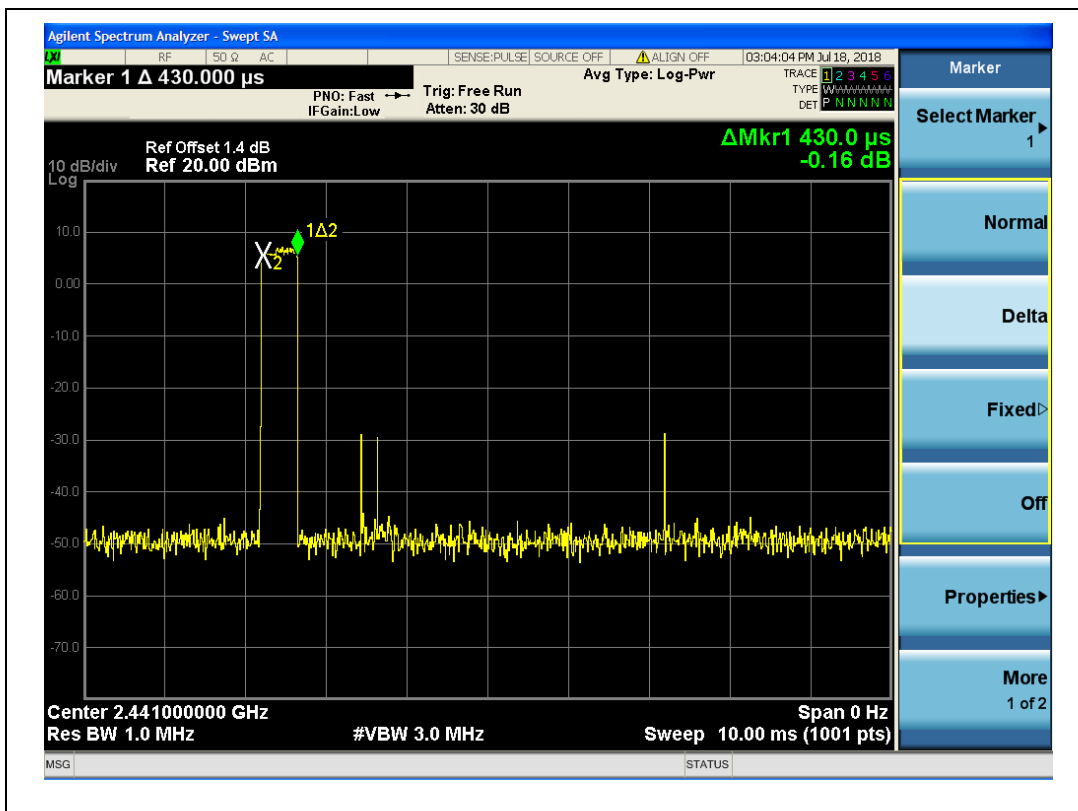 Agilent Spectrum Analyzer - Swept SA
LXI RF 50 Ω AC SENSE:PULSE SOURCE OFF ALIGN OFF 03:04:04 PM Jul 18, 2018
Marker 1 Δ 430.000 µs
PNO: Fast
IFGain:Low
Trig: Free Run
Atten: 30 dB
Avg Type: Log-Pwr
TRACE 1 2 3 4 5 6
TYPE WWWWWW
DET P N N N N N
ΔMkr1 430.0 µs
-0.16 dB
Ref Offset 1.4 dB
10 dB/div Ref 20.00 dBm
Log
10.0
0.00
-10.0
-20.0
-30.0
-40.0
-50.0
-60.0
-70.0
1Δ2
X2
Center 2.441000000 GHz Span 0 Hz
Res BW 1.0 MHz #VBW 3.0 MHz Sweep 10.00 ms (1001 pts)
MSG STATUS
Marker
Select Marker
1
Normal
Delta
Fixed
Off
Properties
More
1 of 2